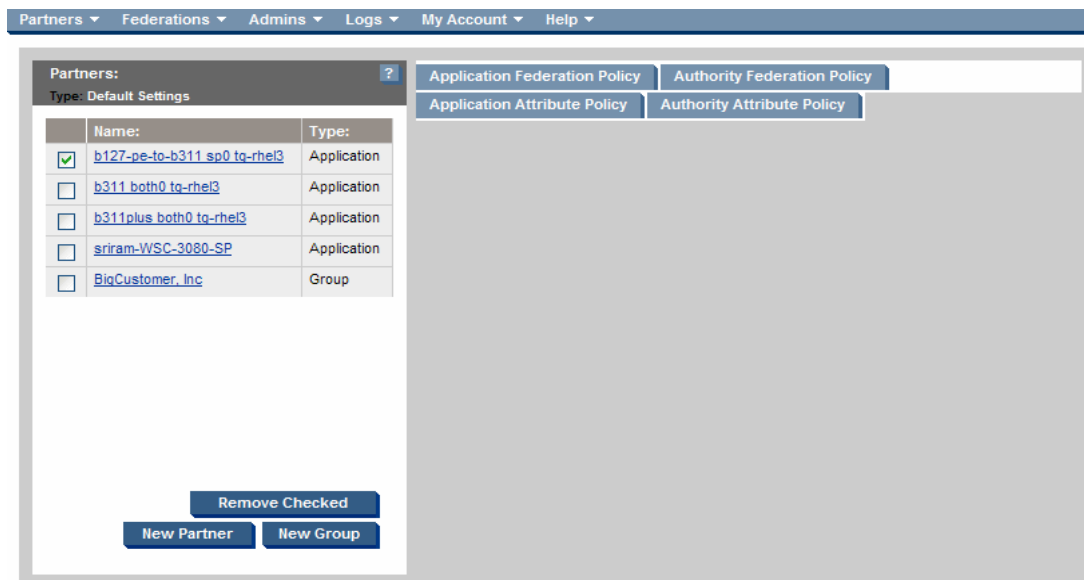 Partners Federations Admins Logs My Account Help
Partners: ?
Type: Default Settings
Application Federation Policy Authority Federation Policy
Application Attribute Policy Authority Attribute Policy
Name: Type:
b127-pe-to-b311 sp0 tq-rhel3 Application
b311 both0 tq-rhel3 Application
b311plus both0 tq-rhel3 Application
sriram-WSC-3080-SP Application
BigCustomer, Inc Group
Remove Checked
New Partner New Group